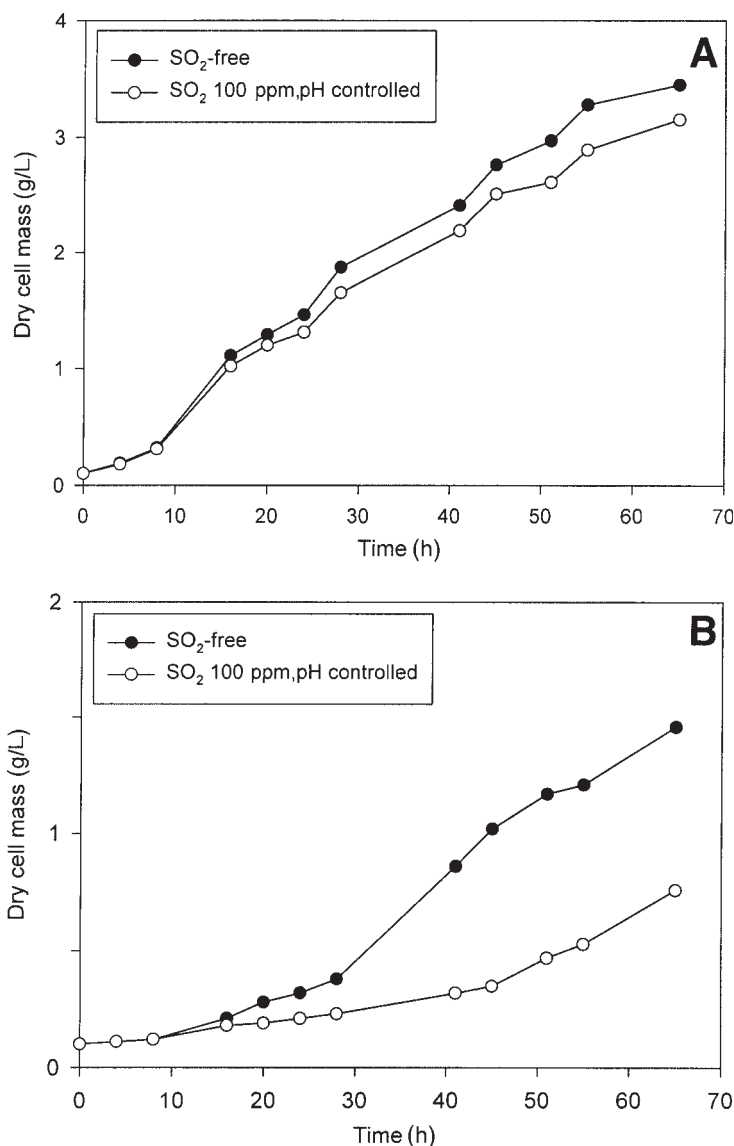 A
SO₂-free
SO₂ 100 ppm,pH controlled
Dry cell mass (g/L)
4
3
2
1
0
0 10 20 30 40 50 60 70
Time (h)
B
SO₂-free
SO₂ 100 ppm,pH controlled
Dry cell mass (g/L)
2
1
0
0 10 20 30 40 50 60 70
Time (h)